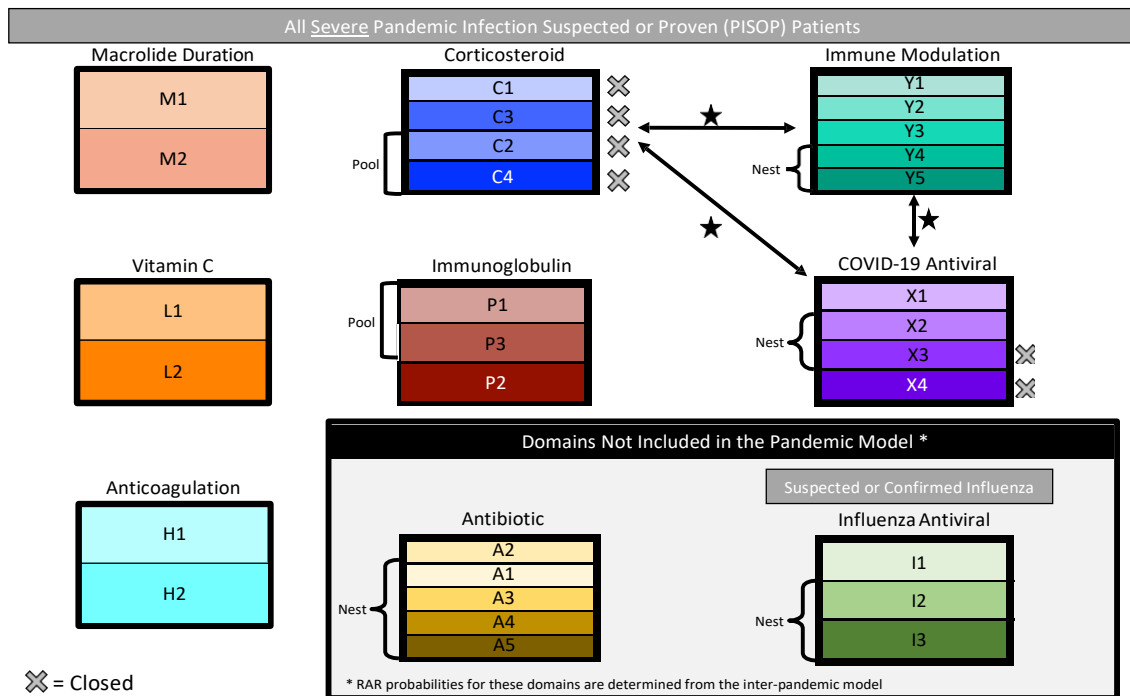 All Severe Pandemic Infection Suspected or Proven (PISOP) Patients
Macrolide Duration
M1
M2
Corticosteroid
C1
C3
C2
C4
Pool
Immune Modulation
Y1
Y2
Y3
Y4
Y5
Nest
Vitamin C
L1
L2
Immunoglobulin
P1
P3
P2
Pool
COVID-19 Antiviral
X1
X2
X3
X4
Nest
Anticoagulation
H1
H2
Domains Not Included in the Pandemic Model *
Antibiotic
A2
A1
A3
A4
A5
Nest
Suspected or Confirmed Influenza
Influenza Antiviral
I1
I2
I3
Nest
* RAR probabilities for these domains are determined from the inter-pandemic model
= Closed